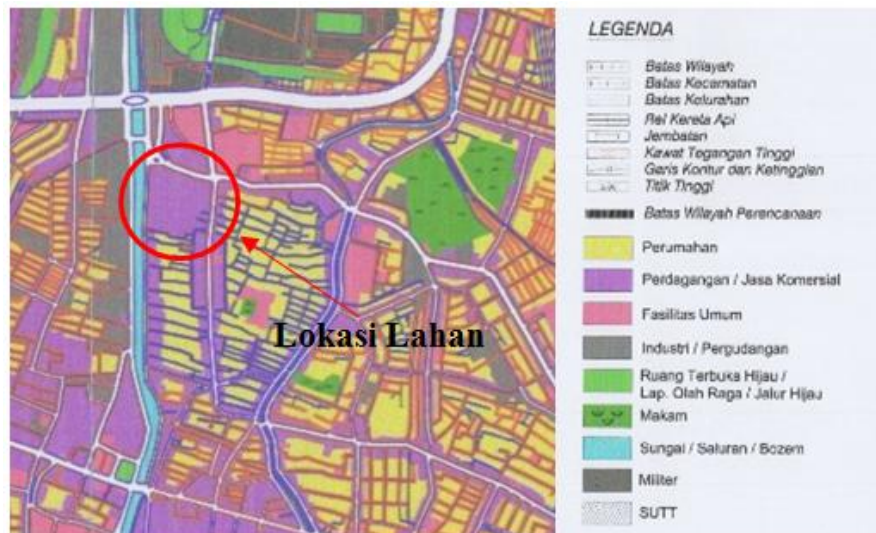 LEGENDA
Batas Wilayah
Batas Kecamatan
Batas Kelurahan
Rel Kereta Api
Jembatan
Kawat Tegangan Tinggi
Garis Kontur dan Ketinggian
Titik Tinggi
Batas Wilayah Perencanaan
Perumahan
Perdagangan / Jasa Komersial
Fasilitas Umum
Industri / Pergudangan
Ruang Terbuka Hijau /
Lap. Olah Raga / Jalur Hijau
Makam
Sungai / Saluran / Bozem
Militer
SUTT
Lokasi Lahan